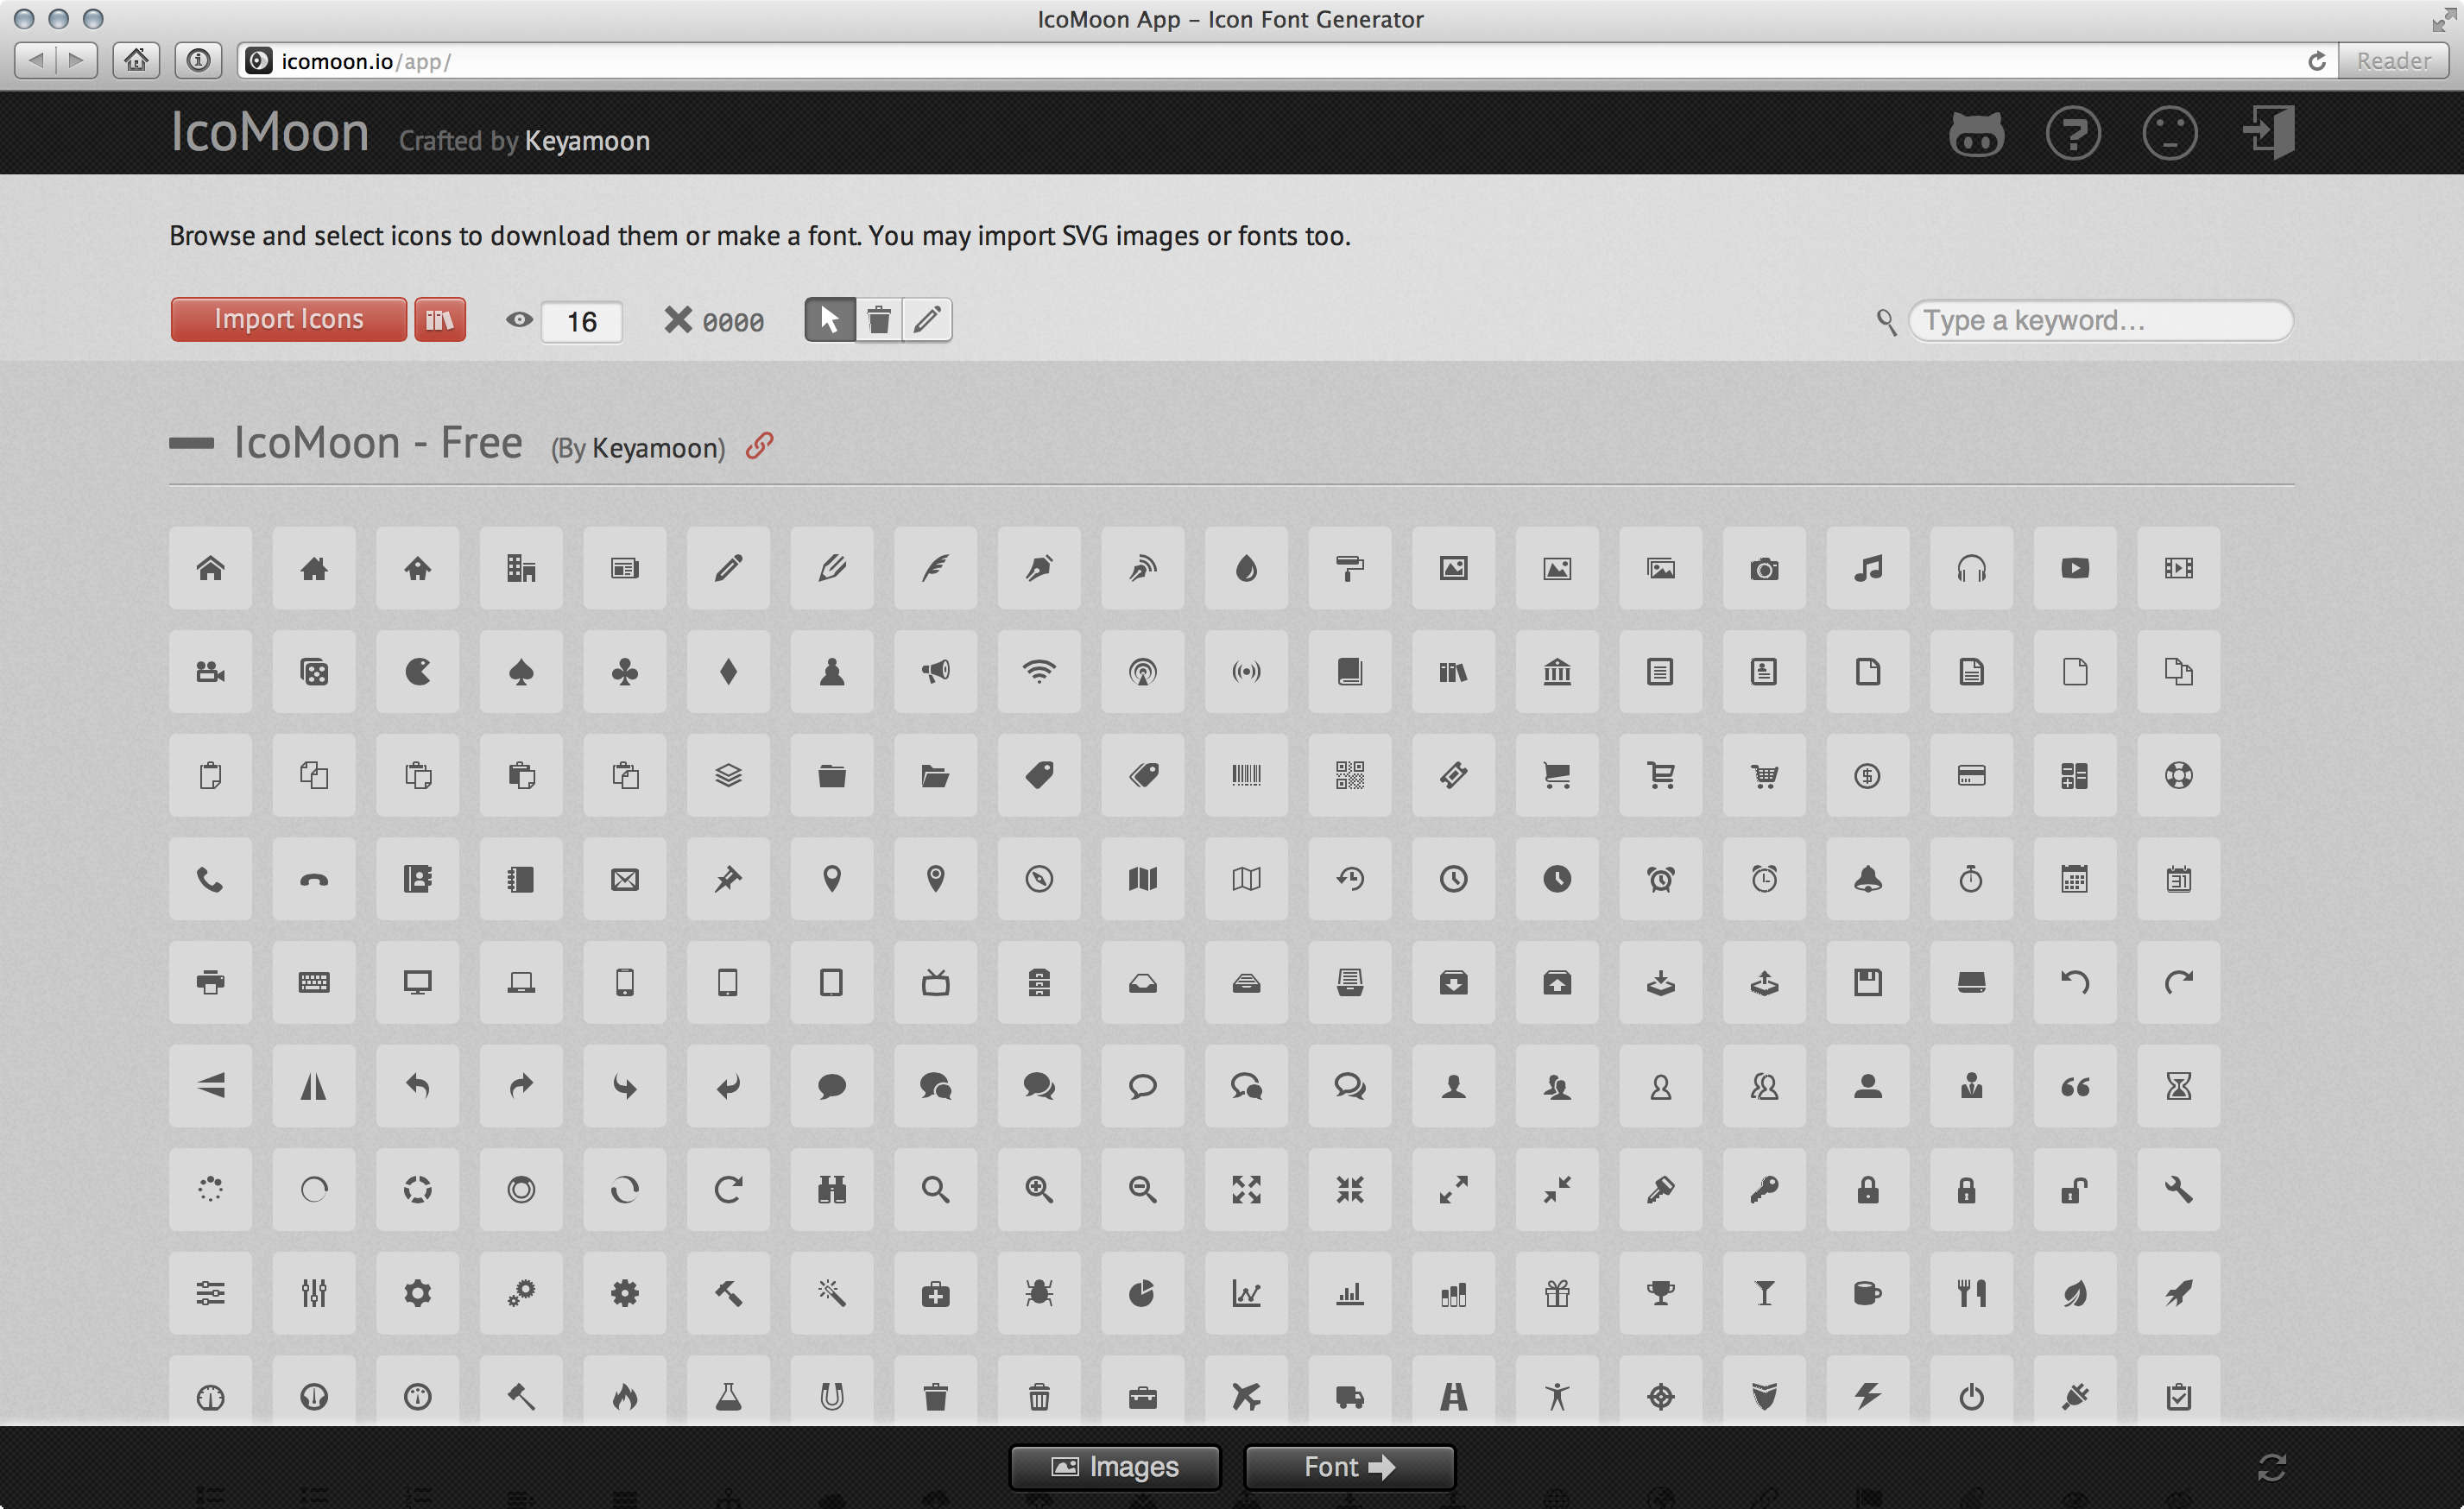 IcoMoon App – Icon Font Generator
icomoon.io/app/
Reader
IcoMoon Crafted by Keyamoon
Browse and select icons to download them or make a font. You may import SVG images or fonts too.
Import Icons 16 0000 Type a keyword...
IcoMoon - Free (By Keyamoon)
31
Images Font